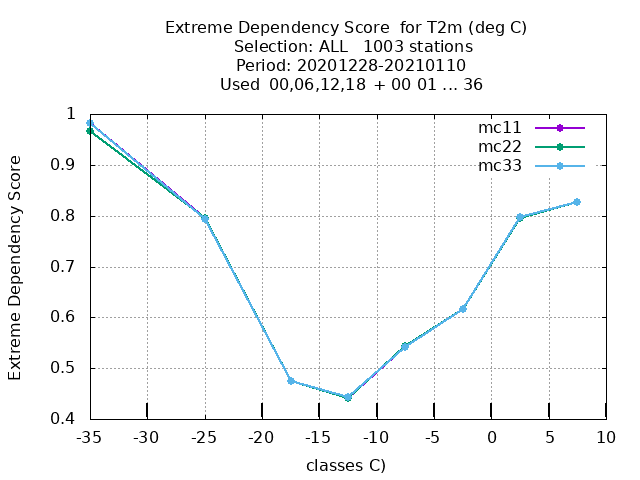 Extreme Dependency Score  for T2m (deg C)
Selection: ALL   1003 stations
Period: 20201228-20210110
Used  00,06,12,18  + 00 01 ... 36
mc11
mc22
mc33
Extreme Dependency Score
1
0.9
0.8
0.7
0.6
0.5
0.4
-35 -30 -25 -20 -15 -10 -5 0 5 10
classes C)